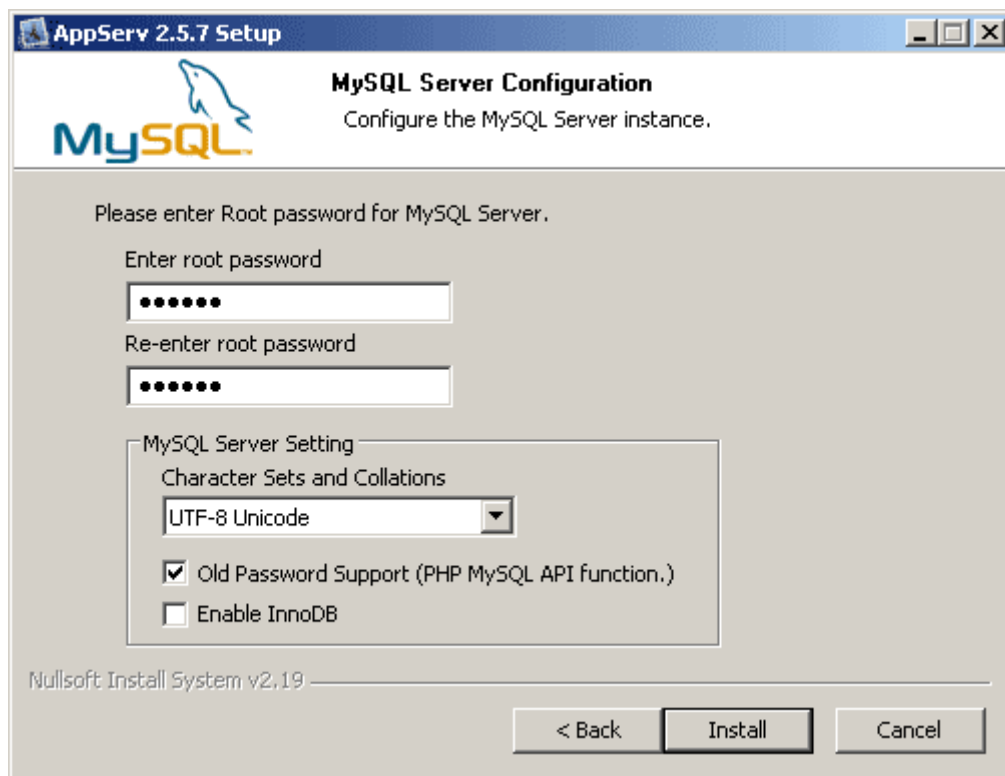 AppServ 2.5.7 Setup
MySQL™
MySQL Server Configuration
Configure the MySQL Server instance.
Please enter Root password for MySQL Server.
Enter root password
••••••
Re-enter root password
••••••
MySQL Server Setting
Character Sets and Collations
UTF-8 Unicode
Old Password Support (PHP MySQL API function.)
Enable InnoDB
Nullsoft Install System v2.19
< Back
Install
Cancel